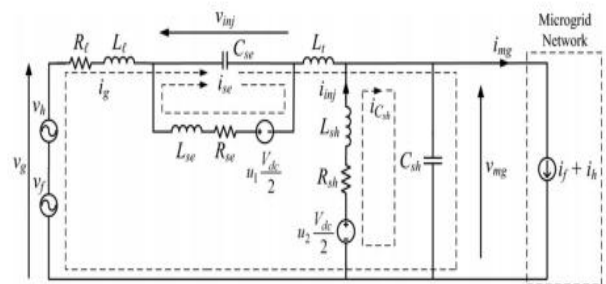 Microgrid
Network
v_inj
R_ℓ
L_ℓ
C_se
L_t
i_mg
i_g
i_se
i_inj
i_C_sh
v_h
L_sh
L_se
R_se
u_1 V_dc/2
C_sh
v_mg
i_f + i_h
v_g
R_sh
v_f
u_2 V_dc/2